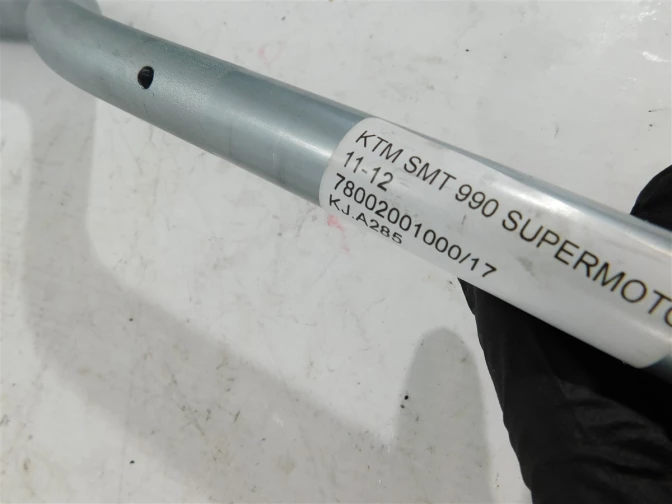 KTM SMT 990 SUPERMOTO
11-12
78002001000/17
KJ.A285